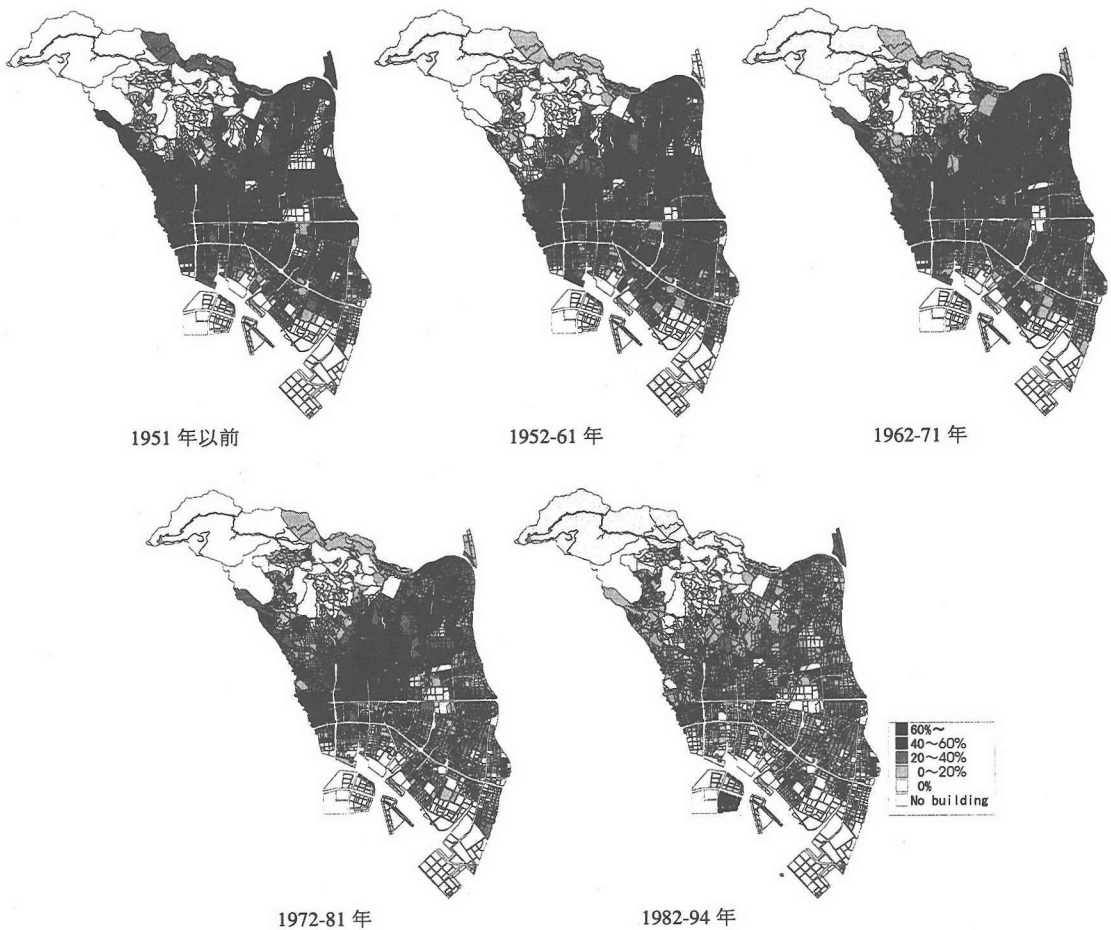 1951 年以前
1952-61 年
1962-71 年
60%～
40～60%
20～40%
0～20%
0%
No building
1972-81 年
1982-94 年